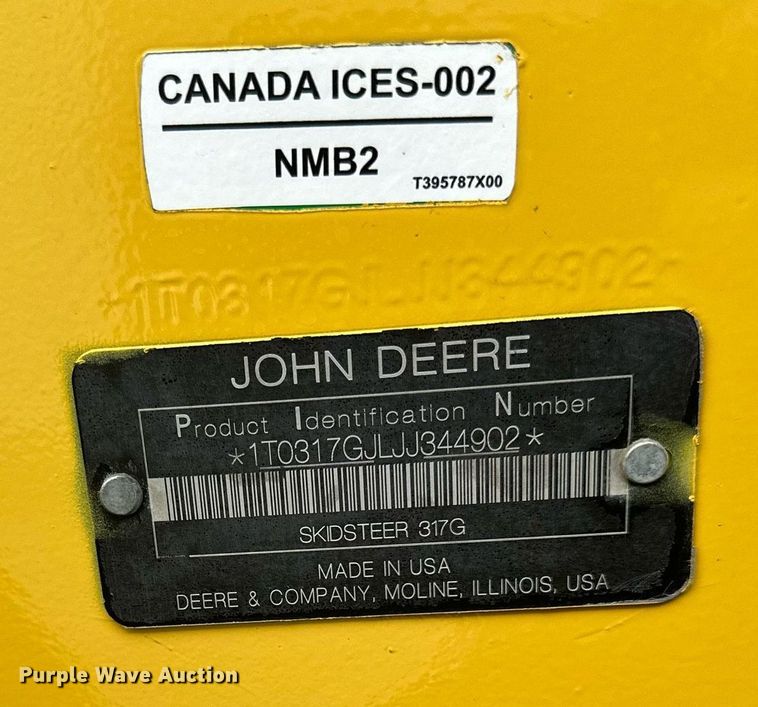 CANADA ICES-002
NMB2
T395787X00
*1T0317GJLJJ344902*
JOHN DEERE
Product Identification Number
*1T0317GJLJJ344902*
SKIDSTEER 317G
MADE IN USA
DEERE & COMPANY, MOLINE, ILLINOIS, USA
Purple Wave Auction